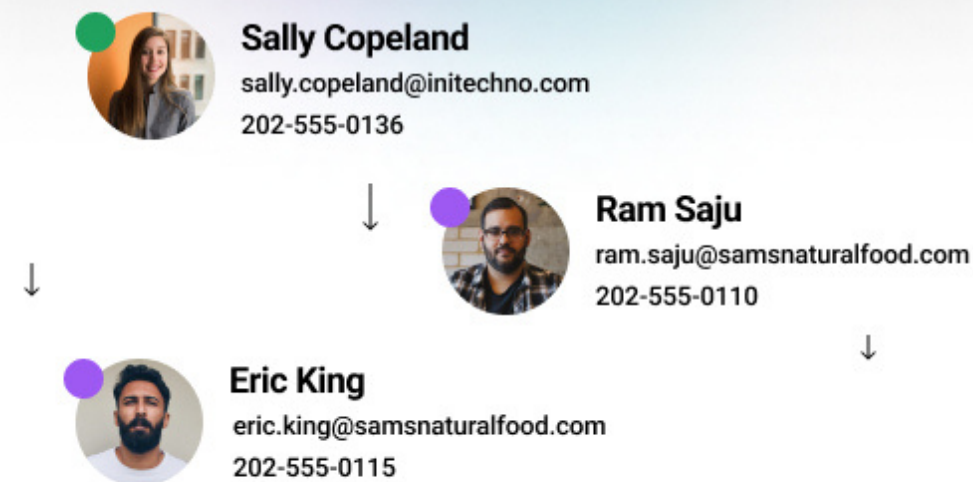 Sally Copeland
sally.copeland@initechno.com
202-555-0136
Ram Saju
ram.saju@samsnaturalfood.com
202-555-0110
Eric King
eric.king@samsnaturalfood.com
202-555-0115